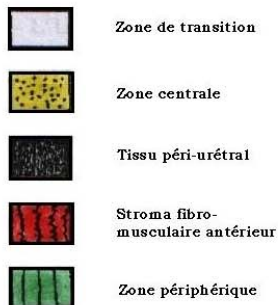 Zone de transition
Zone centrale
Tissu péri-urétral
Stroma fibro-
musculaire antérieur
Zone périphérique